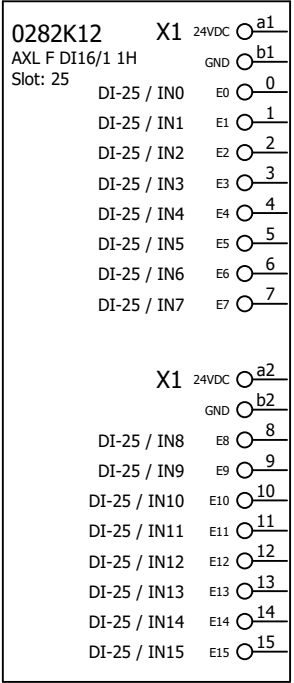 0282K12 X1 24VDC a1
AXL F DI16/1 1H GND b1
Slot: 25
DI-25 / IN0 E0 0
DI-25 / IN1 E1 1
DI-25 / IN2 E2 2
DI-25 / IN3 E3 3
DI-25 / IN4 E4 4
DI-25 / IN5 E5 5
DI-25 / IN6 E6 6
DI-25 / IN7 E7 7
X1 24VDC a2
GND b2
DI-25 / IN8 E8 8
DI-25 / IN9 E9 9
DI-25 / IN10 E10 10
DI-25 / IN11 E11 11
DI-25 / IN12 E12 12
DI-25 / IN13 E13 13
DI-25 / IN14 E14 14
DI-25 / IN15 E15 15